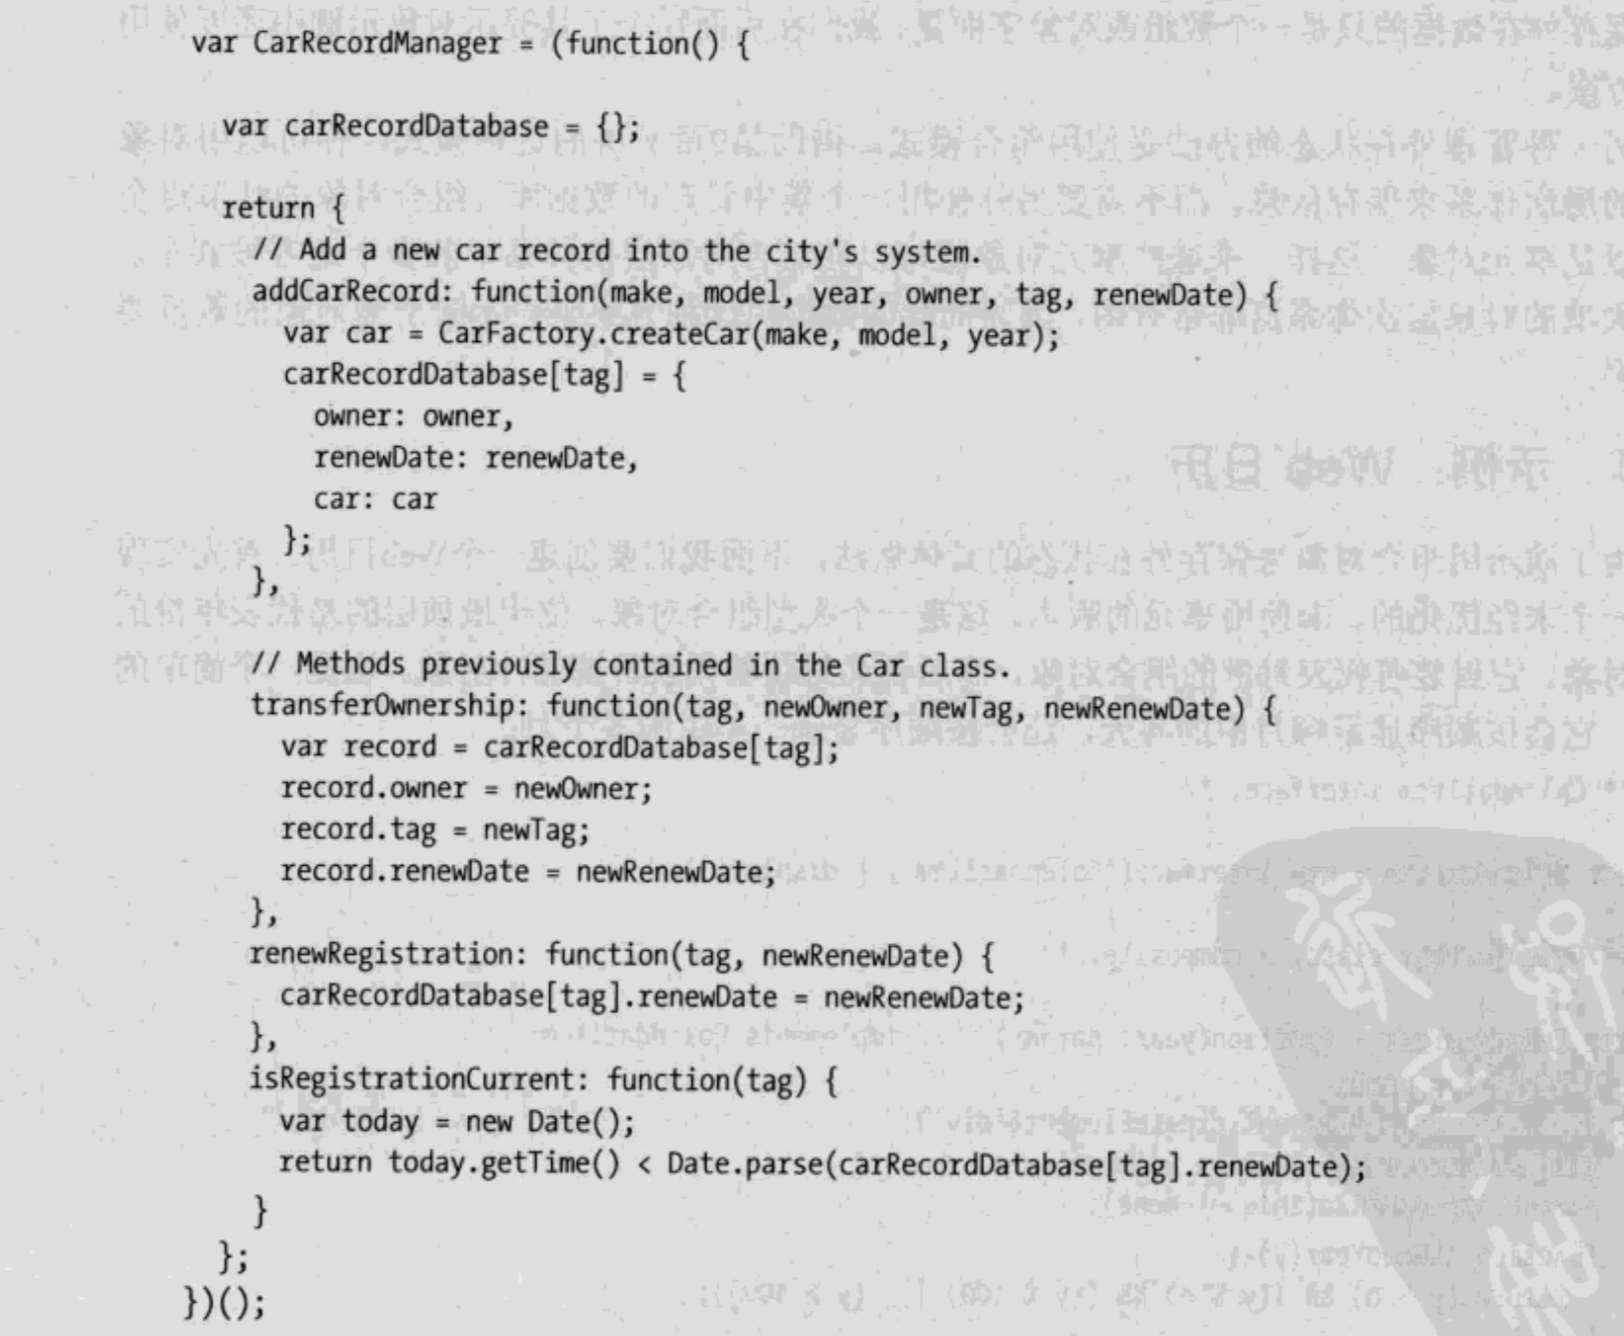 var CarRecordManager = (function() {
var carRecordDatabase = {};
return {
// Add a new car record into the city's system.
addCarRecord: function(make, model, year, owner, tag, renewDate) {
var car = CarFactory.createCar(make, model, year);
carRecordDatabase[tag] = {
owner: owner,
renewDate: renewDate,
car: car
};
},
// Methods previously contained in the Car class.
transferOwnership: function(tag, newOwner, newTag, newRenewDate) {
var record = carRecordDatabase[tag];
record.owner = newOwner;
record.tag = newTag;
record.renewDate = newRenewDate;
},
renewRegistration: function(tag, newRenewDate) {
carRecordDatabase[tag].renewDate = newRenewDate;
},
isRegistrationCurrent: function(tag) {
var today = new Date();
return today.getTime() < Date.parse(carRecordDatabase[tag].renewDate);
}
};
})();